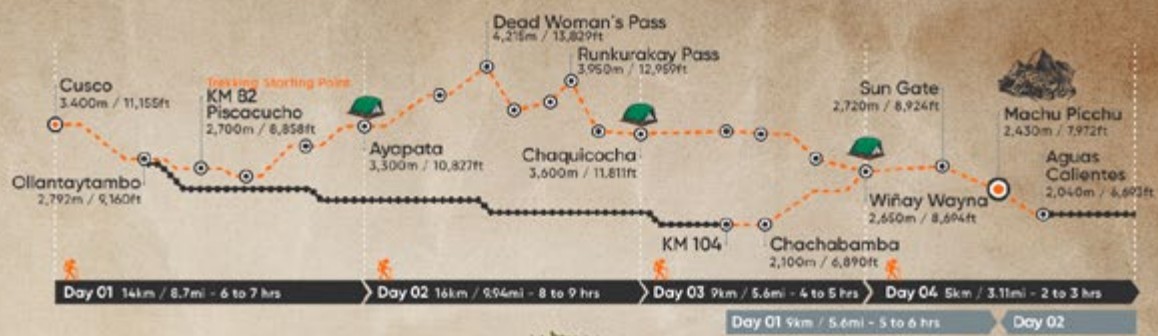 Dead Woman's Pass
4,215m / 13,829ft
Runkurakay Pass
3,950m / 12,959ft
Cusco
3.400m / 11,155ft
Trekking Starting Point
KM 82
Piscacucho
2,700m / 8,858ft
Sun Gate
2,720m / 8,924ft
Machu Picchu
2,430m / 7,972ft
Ayapata
3,300m / 10,827ft
Chaquicocha
3,600m / 11,811ft
Aguas
Calientes
2,040m / 6,693ft
Ollantaytambo
2,792m / 9,160ft
Wiñay Wayna
2,650m / 8,694ft
KM 104
Chachabamba
2,100m / 6,890ft
Day 01 14km / 8.7mi - 6 to 7 hrs
Day 02 16km / 9.94mi - 8 to 9 hrs
Day 03 9km / 5.6mi - 4 to 5 hrs
Day 04 5km / 3.11mi - 2 to 3 hrs
Day 01 9km / 5.6mi - 5 to 6 hrs
Day 02